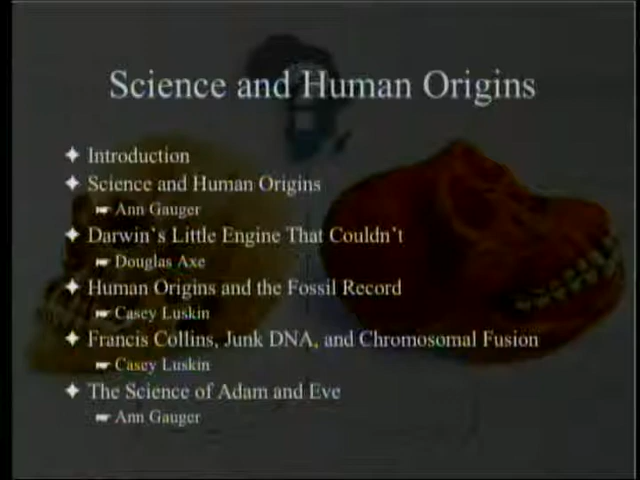 Science and Human Origins
Introduction
Science and Human Origins
Ann Gauger
Darwin's Little Engine That Couldn't
Douglas Axe
Human Origins and the Fossil Record
Casey Luskin
Francis Collins, Junk DNA, and Chromosomal Fusion
Casey Luskin
The Science of Adam and Eve
Ann Gauger